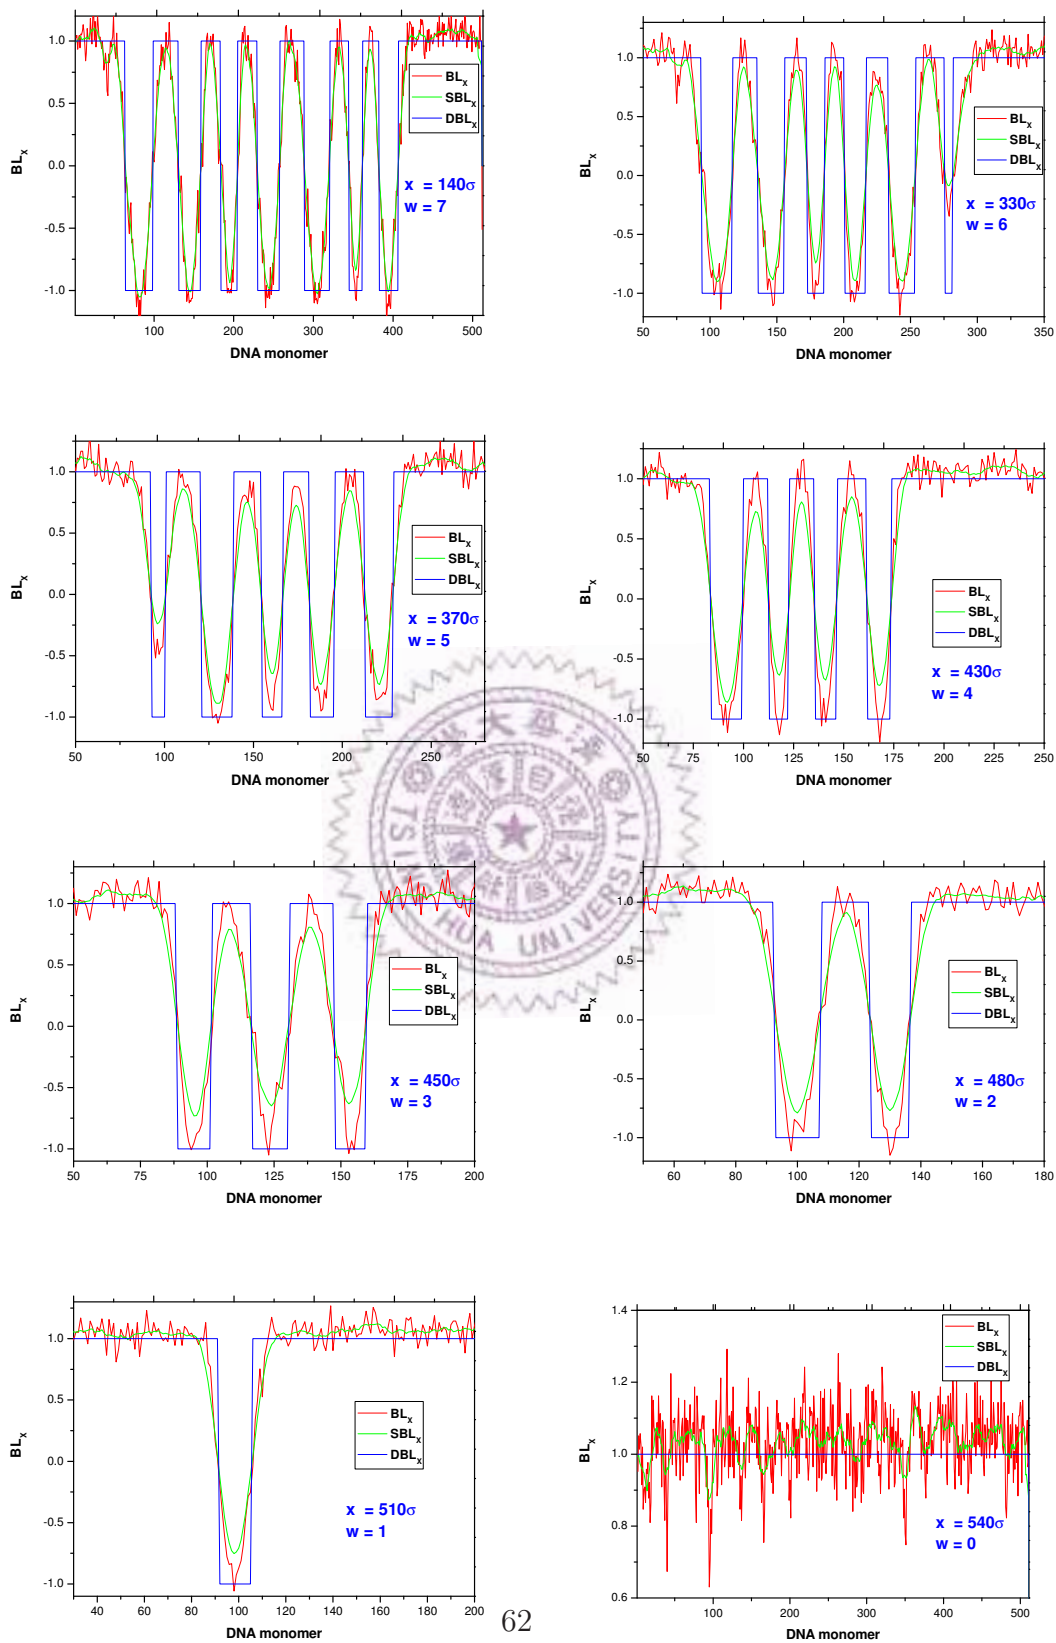 1.0
0.5
0.0
-0.5
-1.0
BLx
BLx
SBLx
DBLx
x = 140σ
w = 7
100 200 300 400 500
DNA monomer
1.0
0.5
0.0
-0.5
-1.0
BLx
BLx
SBLx
DBLx
x = 330σ
w = 6
50 100 150 200 250 300 350
DNA monomer
1.0
0.5
0.0
-0.5
-1.0
BLx
BLx
SBLx
DBLx
x = 370σ
w = 5
50 100 150 200 250
DNA monomer
1.0
0.5
0.0
-0.5
-1.0
BLx
BLx
SBLx
DBLx
x = 430σ
w = 4
50 75 100 125 150 175 200 225 250
DNA monomer
HUA UNIVERSITY
1.0
0.5
0.0
-0.5
-1.0
BLx
BLx
SBLx
DBLx
x = 450σ
w = 3
50 75 100 125 150 175 200
DNA monomer
1.0
0.5
0.0
-0.5
-1.0
BLx
BLx
SBLx
DBLx
x = 480σ
w = 2
60 80 100 120 140 160 180
DNA monomer
1.0
0.5
0.0
-0.5
-1.0
BLx
BLx
SBLx
DBLx
x = 510σ
w = 1
40 60 80 100 120 140 160 180 200
DNA monomer
1.4
1.2
1.0
0.8
0.6
BLx
BLx
SBLx
DBLx
x = 540σ
w = 0
100 200 300 400 500
DNA monomer
62